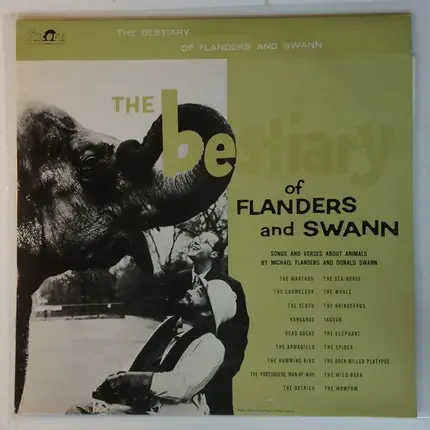 THE BESTIARY
OF FLANDERS AND SWANN
THE bestiary
of
FLANDERS
and SWANN
SONGS AND VERSES ABOUT ANIMALS
BY MICHAEL FLANDERS AND DONALD SWANN
THE WARTHOG THE SEA-HORSE
THE CHAMELEON THE WHALE
THE SLOTH THE RHINOCEROS
KANGAROO JAGUAR
DEAD DUCKS THE ELEPHANT
THE ARMADILLO THE SPIDER
THE HUMMING BIRD THE DUCK-BILLED PLATYPUS
THE PORTUGUESE MAN-OF-WAR THE WILD BOAR
THE OSTRICH THE WOMPOM